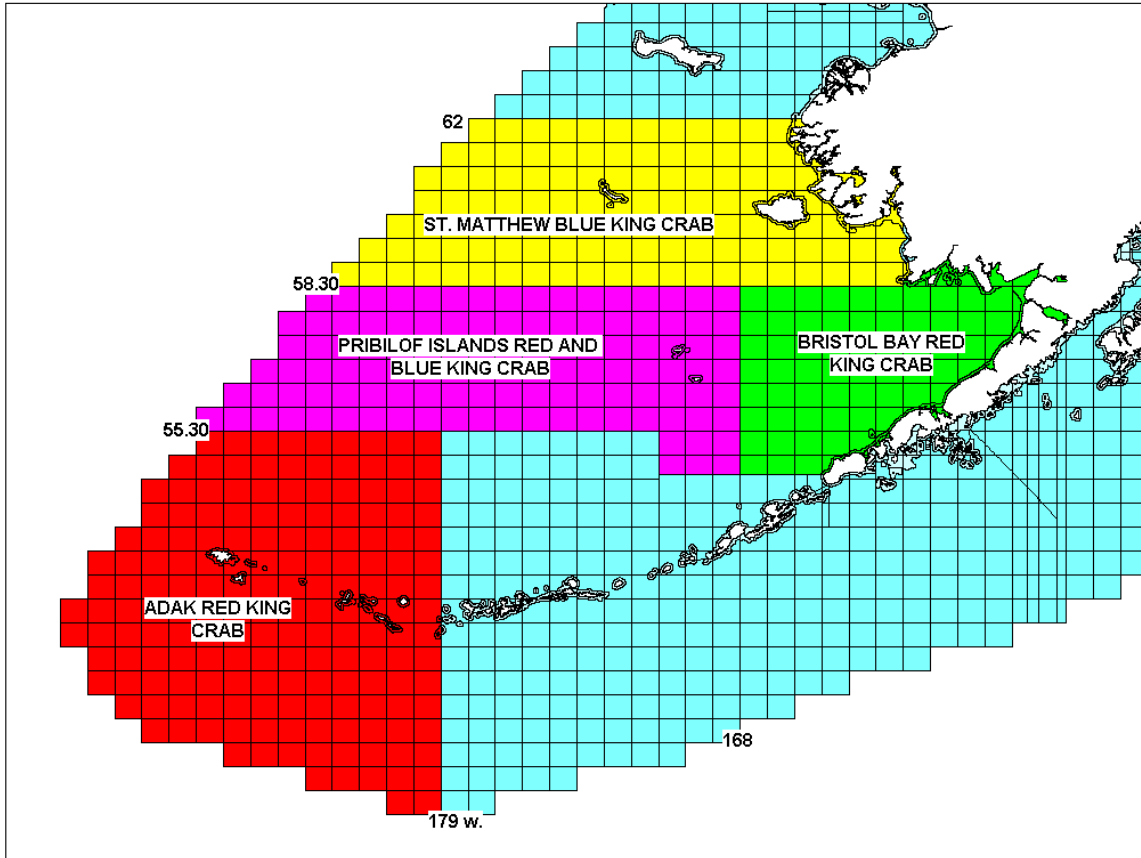 62
ST. MATTHEW BLUE KING CRAB
58.30
PRIBILOF ISLANDS RED AND
BLUE KING CRAB
BRISTOL BAY RED
KING CRAB
55.30
ADAK RED KING
CRAB
168
179 w.